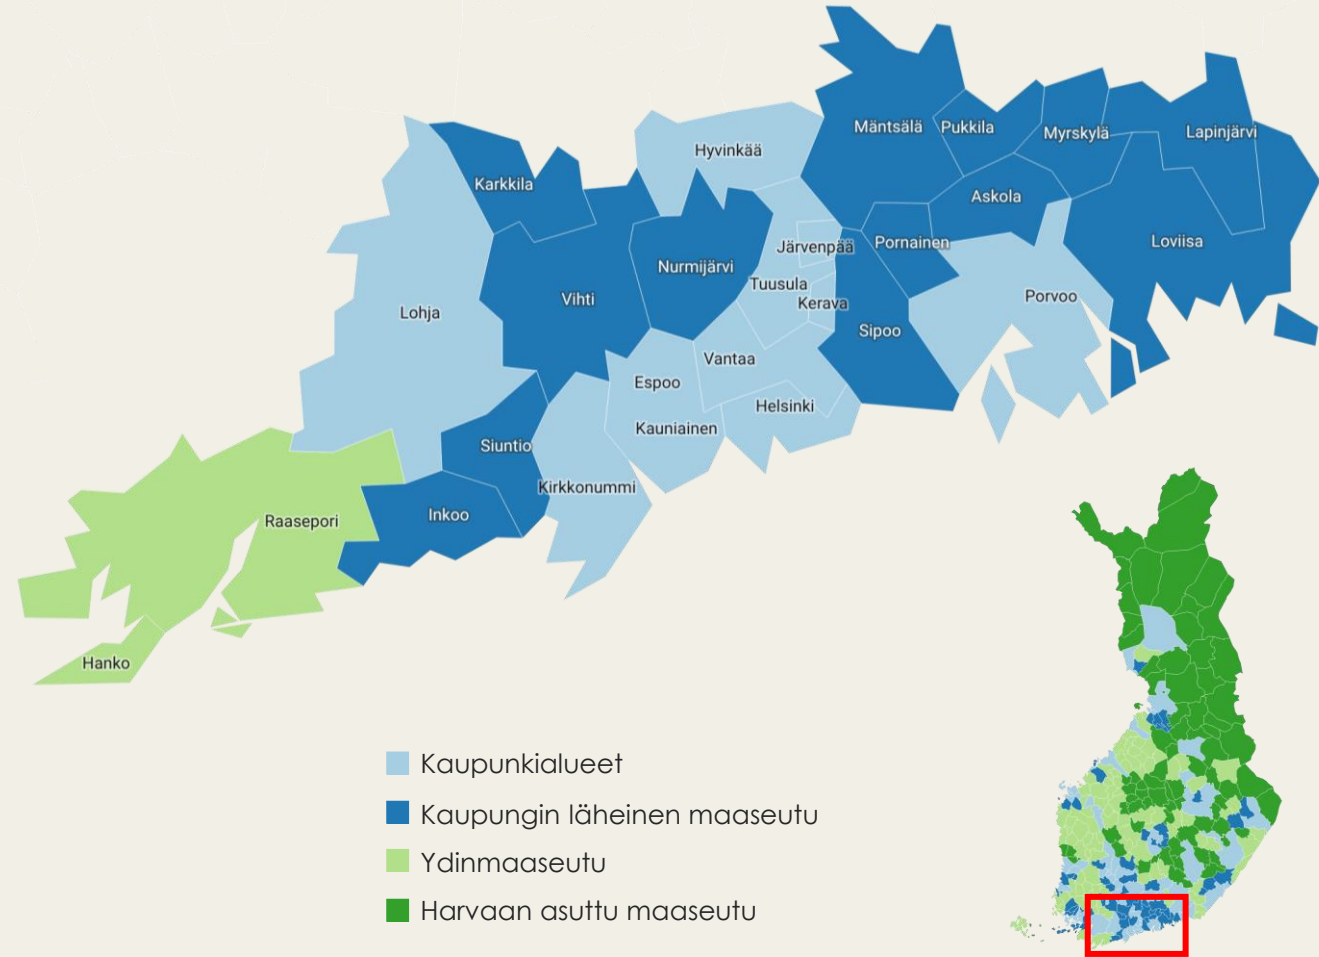 Mäntsälä
Pukkila
Myrskylä
Lapinjärvi
Hyvinkää
Karkkila
Askola
Järvenpää
Pornainen
Loviisa
Nurmijärvi
Tuusula
Vihti
Kerava
Porvoo
Lohja
Sipoo
Vantaa
Espoo
Helsinki
Kauniainen
Siuntio
Kirkkonummi
Inkoo
Raasepori
Hanko
Kaupunkialueet
Kaupungin läheinen maaseutu
Ydinmaaseutu
Harvaan asuttu maaseutu